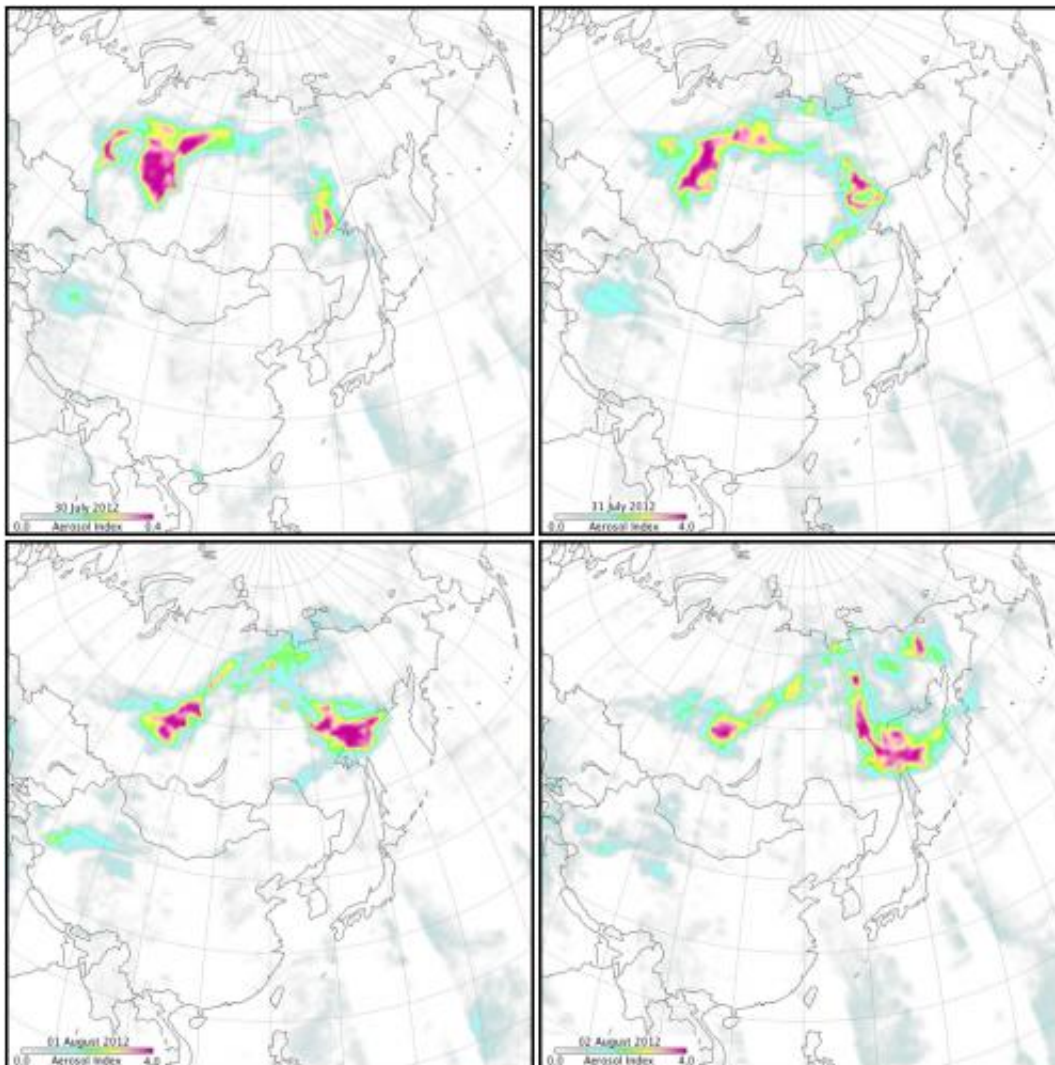 30 July 2012
0.0 Aerosol Index 0.4
31 July 2012
0.0 Aerosol Index 4.0
01 August 2012
0.0 Aerosol Index 4.0
02 August 2012
0.0 Aerosol Index 4.0